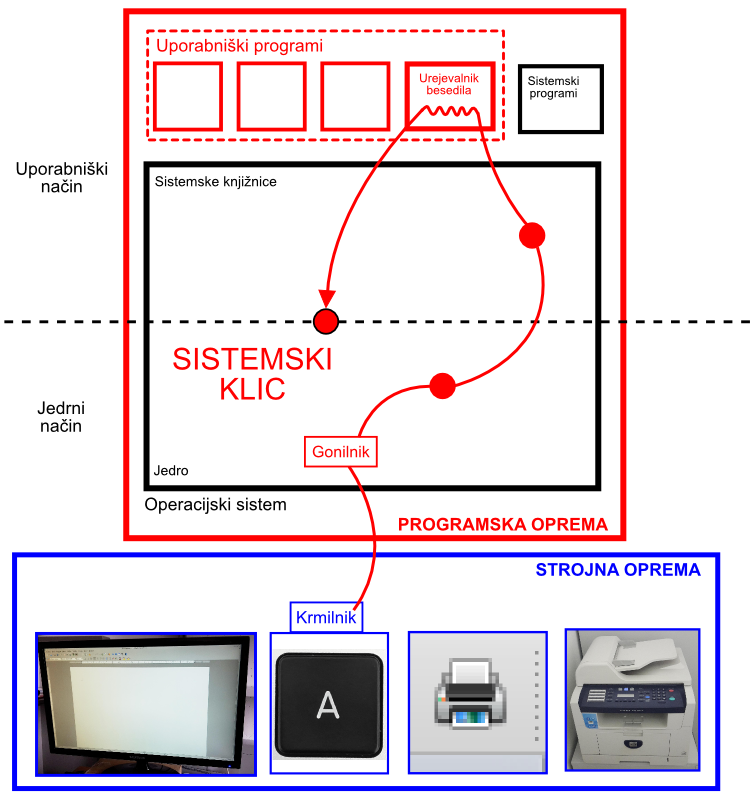 Uporabniški programi
Urejevalnik
besedila
Sistemski
programi
Uporabniški
način
Sistemske knjižnice
SISTEMSKI
KLIC
Jedrni
način
Gonilnik
Jedro
Operacijski sistem
PROGRAMSKA OPREMA
STROJNA OPREMA
Krmilnik
A